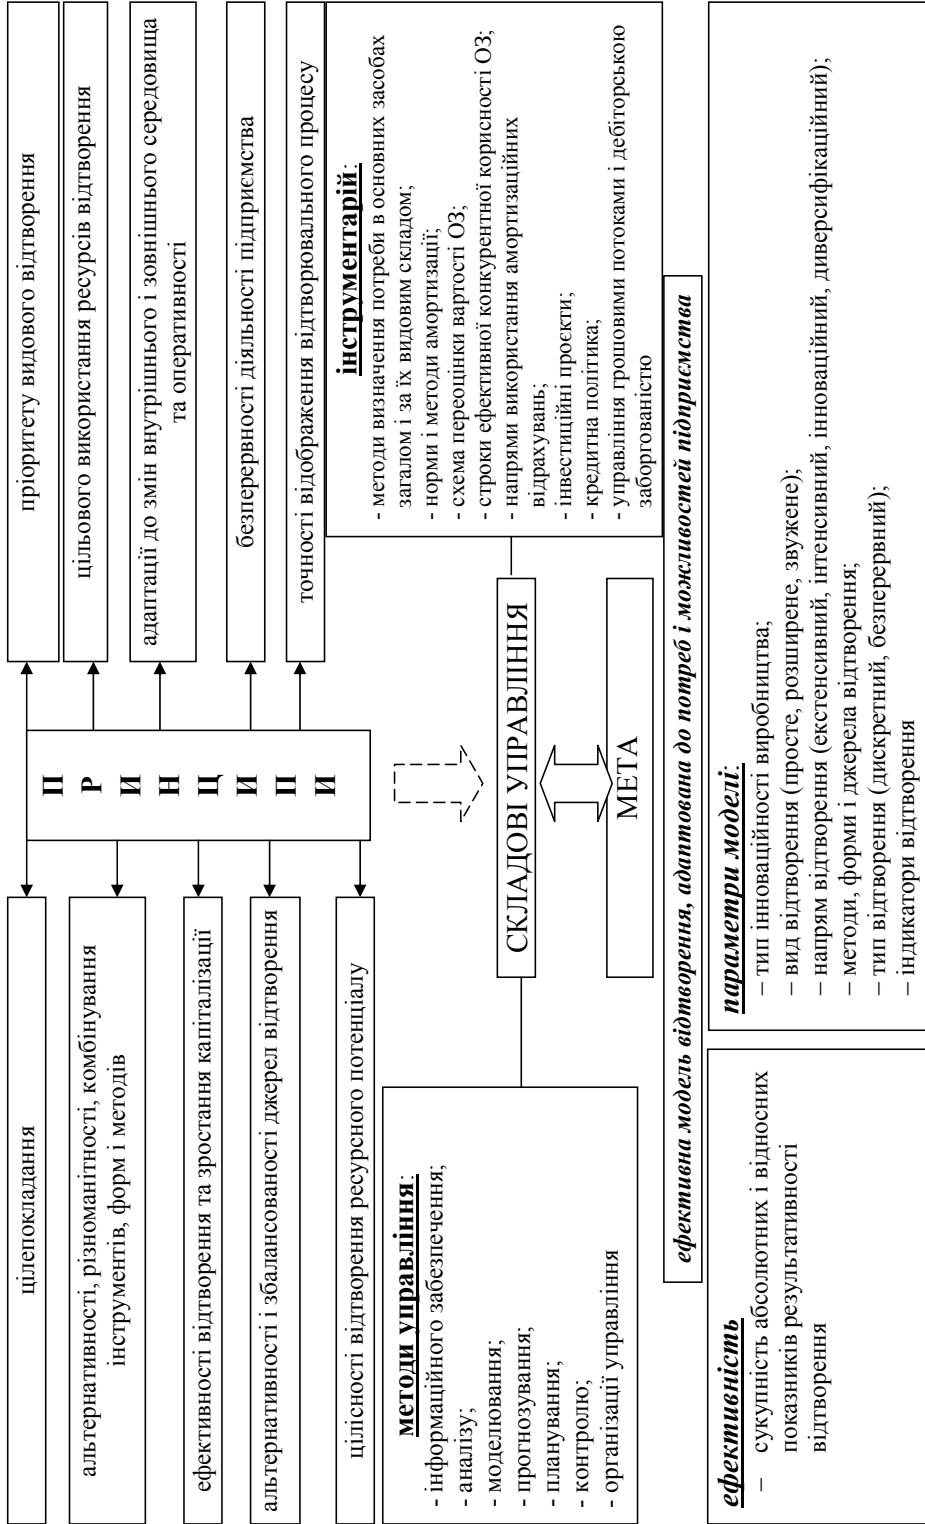 цілепокладання
альтернативності, різноманітності, комбінування
інструментів, форм і методів
ефективності відтворення та зростання капіталізації
альтернативності і збалансованості джерел відтворення
цілісності відтворення ресурсного потенціалу
П
Р
И
Н
Ц
И
П
И
пріоритету видового відтворення
цільового використання ресурсів відтворення
адаптації до змін внутрішнього і зовнішнього середовища
та оперативності
безперервності діяльності підприємства
точності відображення відтворювального процесу
методи управління:
- інформаційного забезпечення;
- аналізу;
- моделювання;
- прогнозування;
- планування;
- контролю;
- організації управління
СКЛАДОВІ УПРАВЛІННЯ
МЕТА
інструментарій:
- методи визначення потреби в основних засобах
загалом і за їх видовим складом;
- норми і методи амортизації;
- схема переоцінки вартості ОЗ;
- строки ефективної конкурентної корисності ОЗ;
- напрями використання амортизаційних
відрахувань;
- інвестиційні проєкти;
- кредитна політика;
- управління грошовими потоками і дебіторською
заборгованістю
ефективна модель відтворення, адаптована до потреб і можливостей підприємства
ефективність
– сукупність абсолютних і відносних
показників результативності
відтворення
параметри моделі:
– тип інноваційності виробництва;
– вид відтворення (просте, розширене, звужене);
– напрям відтворення (екстенсивний, інтенсивний, інноваційний, диверсифікаційний);
– методи, форми і джерела відтворення;
– тип відтворення (дискретний, безперервний);
– індикатори відтворення